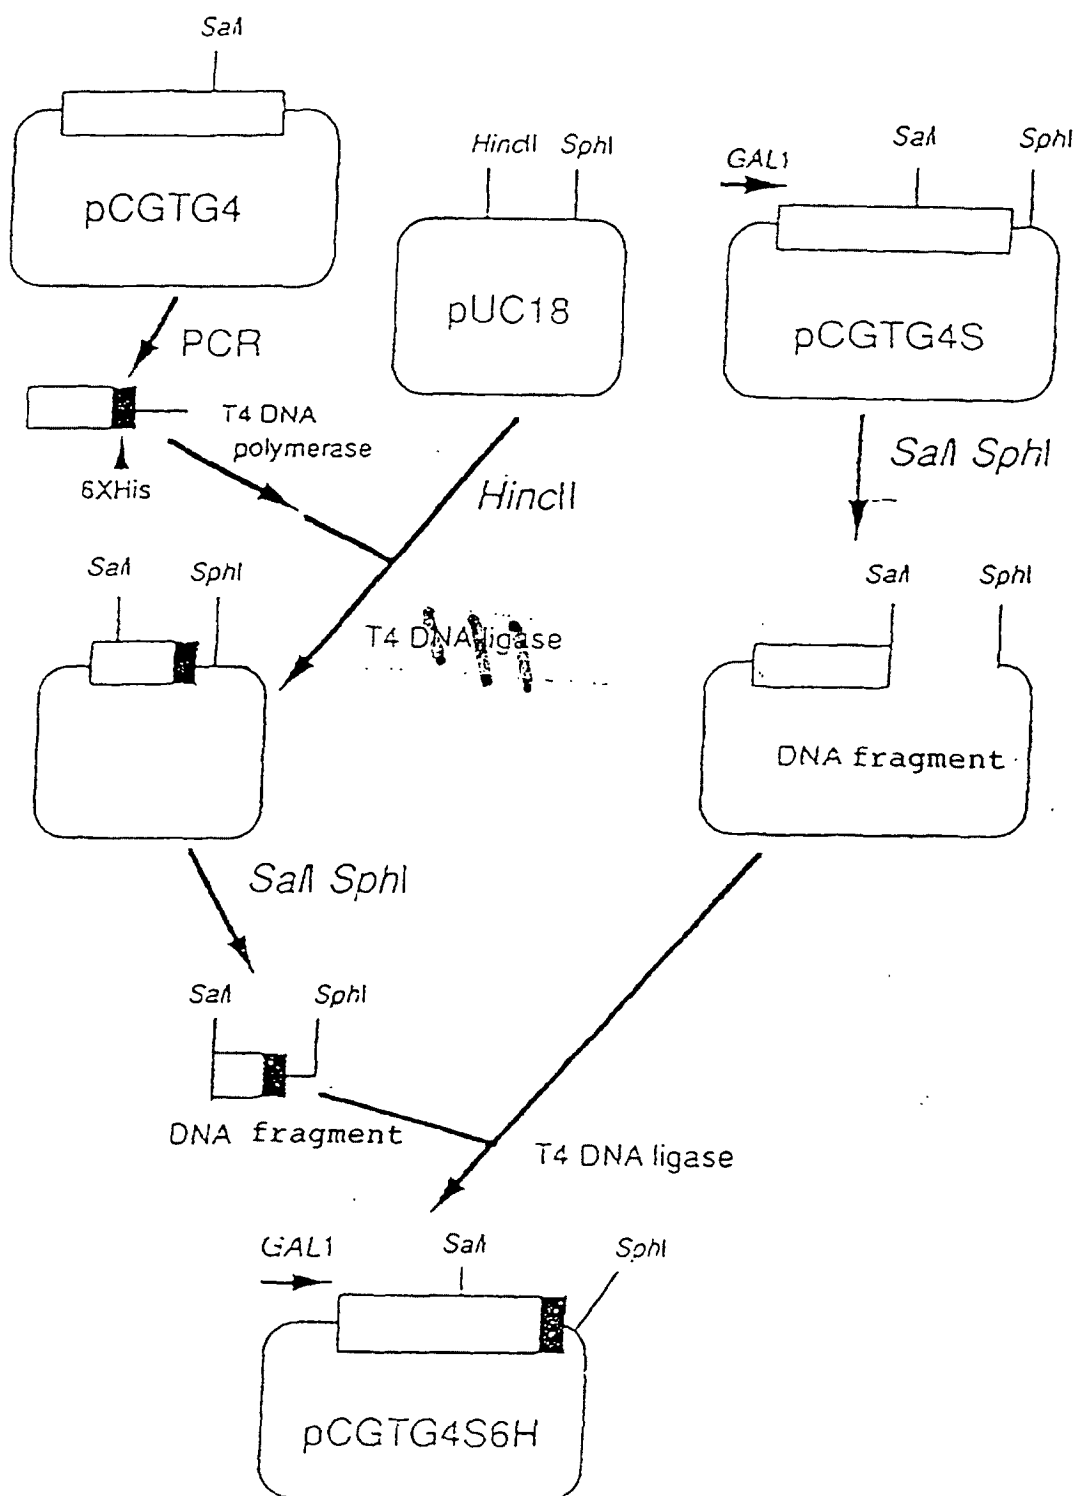 SalI
pCGTG4
HincII SphI
pUC18
GAL1
SalI
SphI
pCGTG4S
PCR
T4 DNA
polymerase
6XHis
HincII
SalI SphI
SalI
SphI
T4 DNA ligase
SalI
SphI
DNA fragment
SalI SphI
SalI
SphI
DNA fragment
T4 DNA ligase
GAL1
SalI
SphI
pCGTG4S6H